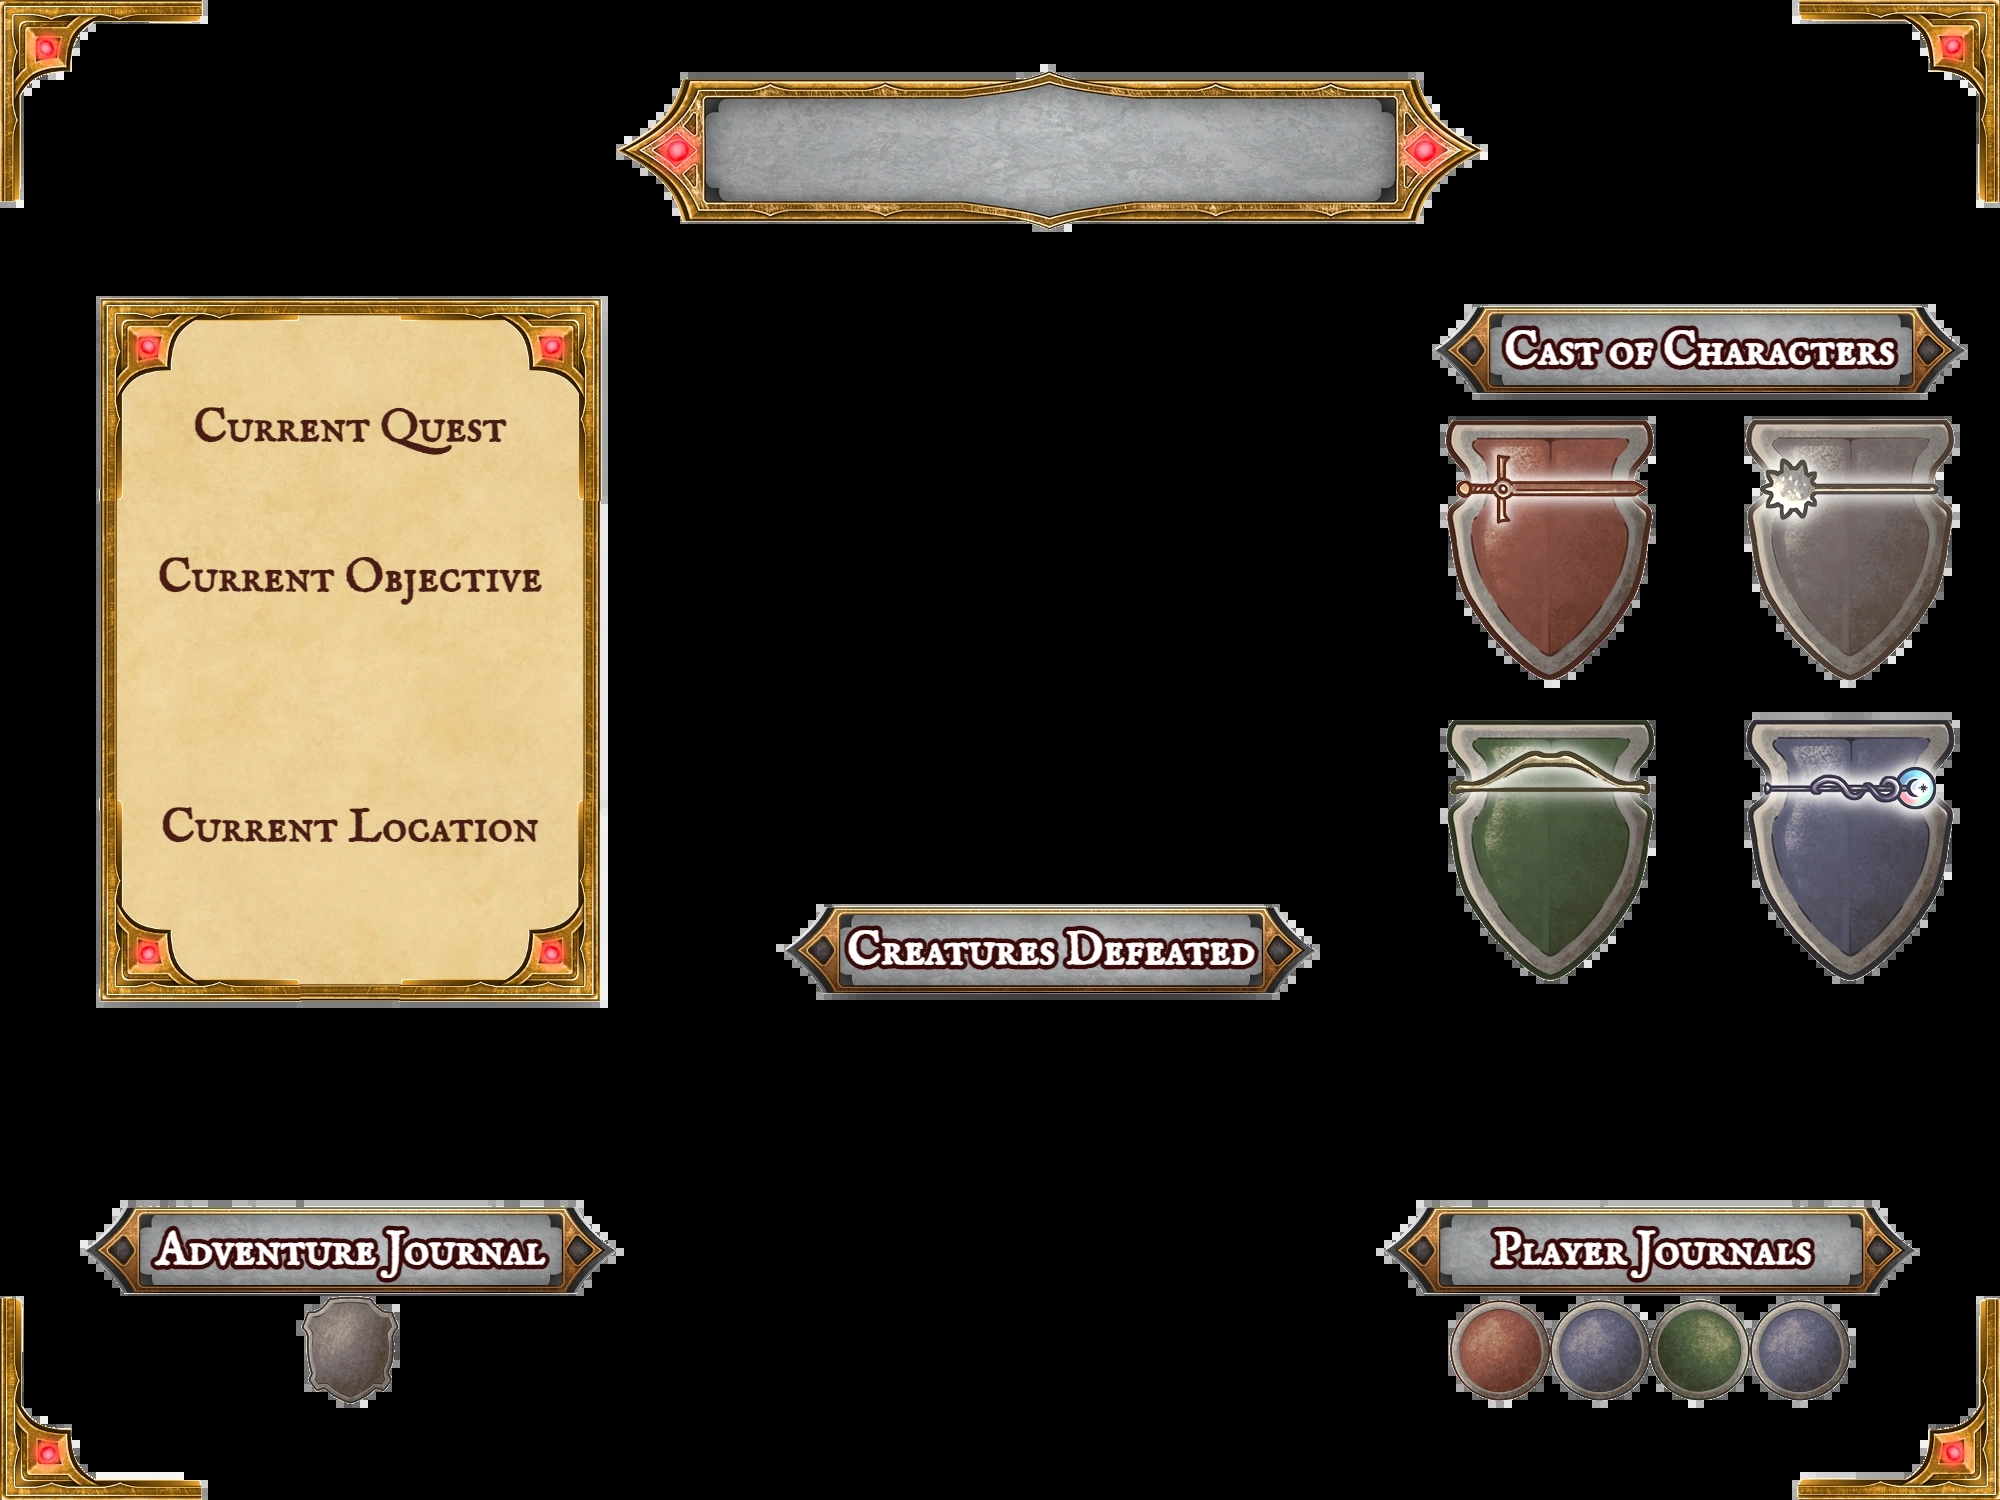 Cast of Characters
Current Quest
Current Objective
Current Location
Creatures Defeated
Adventure Journal
Player Journals